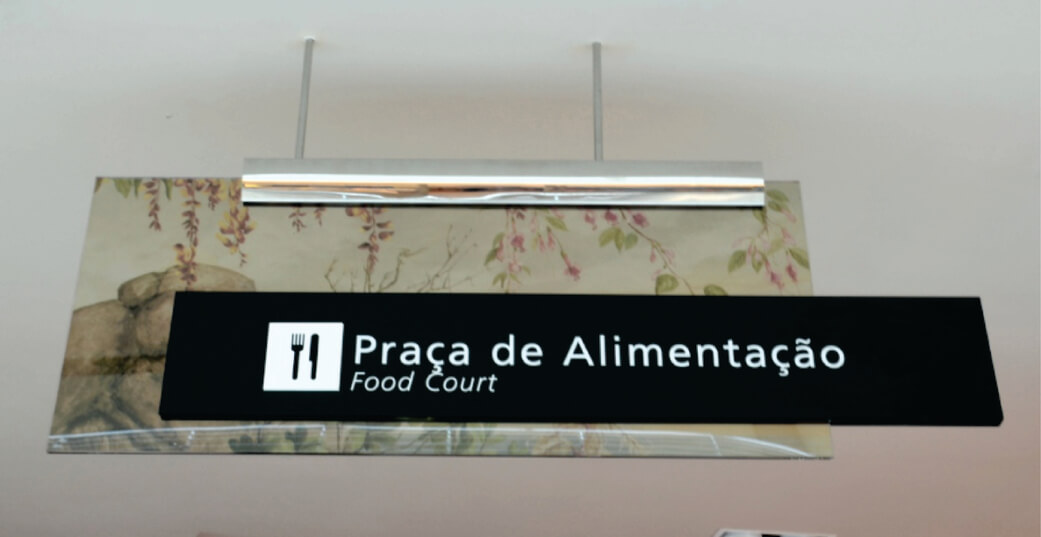 Praça de Alimentação
Food Court